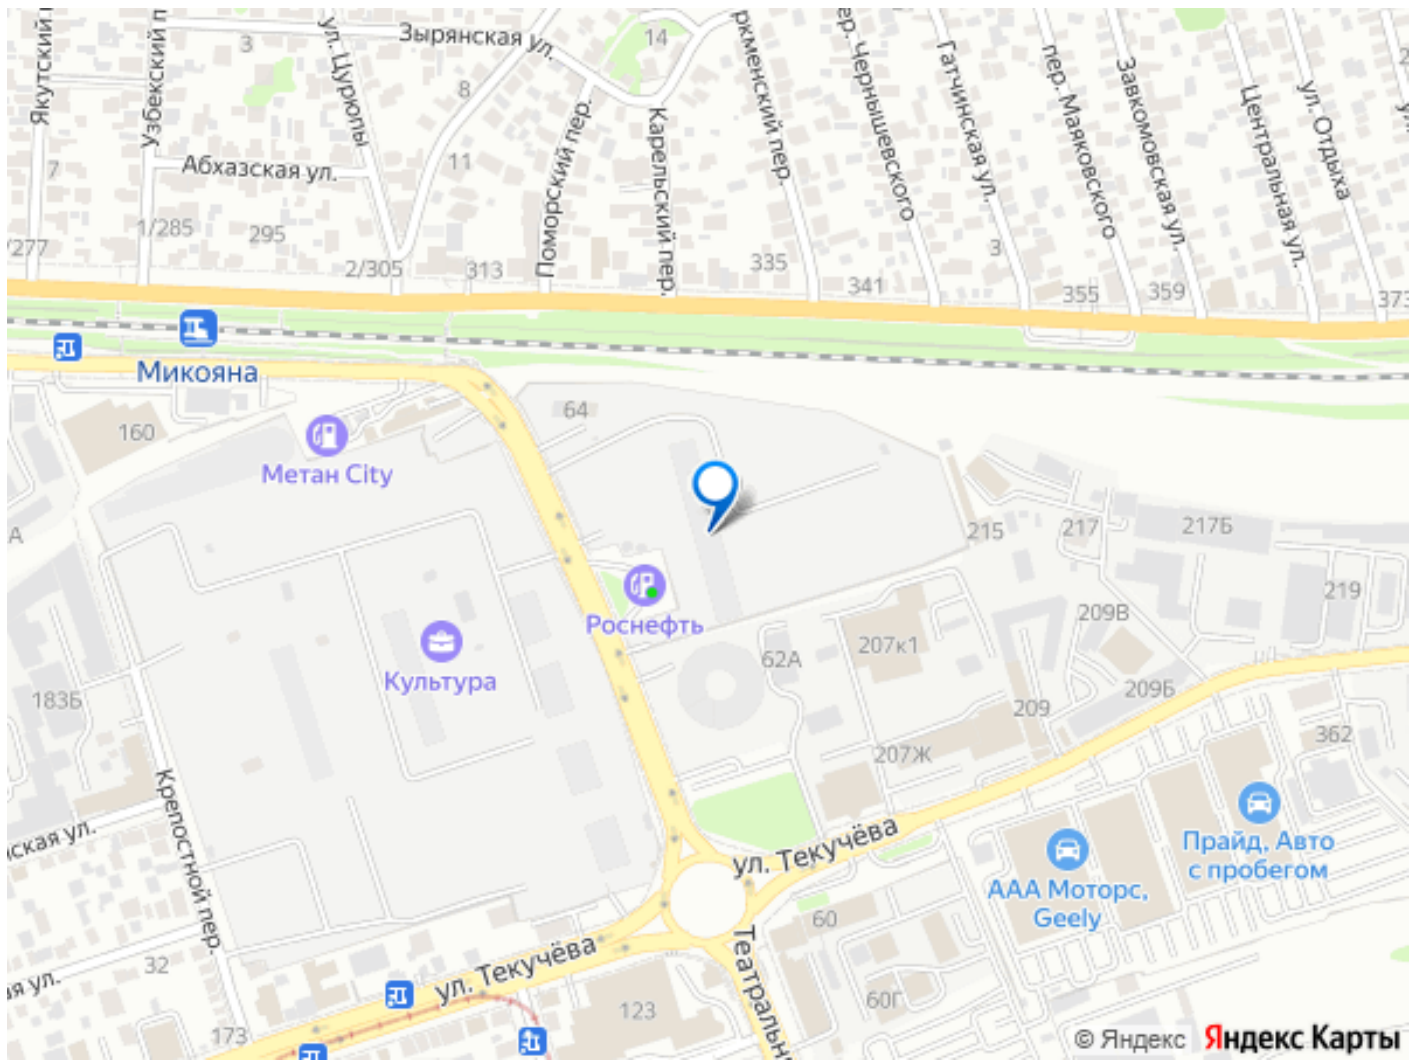 Зырянская ул.
14
3
Якутский
Узбекский п
ул. Цурюпы
8
ркменский пер.
ер. Чернышевского
Гатчинская ул.
пер. Маяковского
Завкомовская ул.
Центральная ул.
ул. Отдыха
Поморский пер.
Карельский пер.
11
7
Абхазская ул.
1/285
295
/277
2/305
313
335
341
3
355
359
373
Микояна
160
64
Метан City
А
215
217
217Б
219
Роснефть
209В
Культура
62А
207к1
183Б
209Б
209
207Ж
362
Крепостной пер.
ская ул.
ул. Текучёва
Прайд, Авто
с пробегом
ААА Моторс,
Geely
60
ул. Текучёва
Театральн
32
я ул.
60Г
123
173
© Яндекс Яндекс Карты